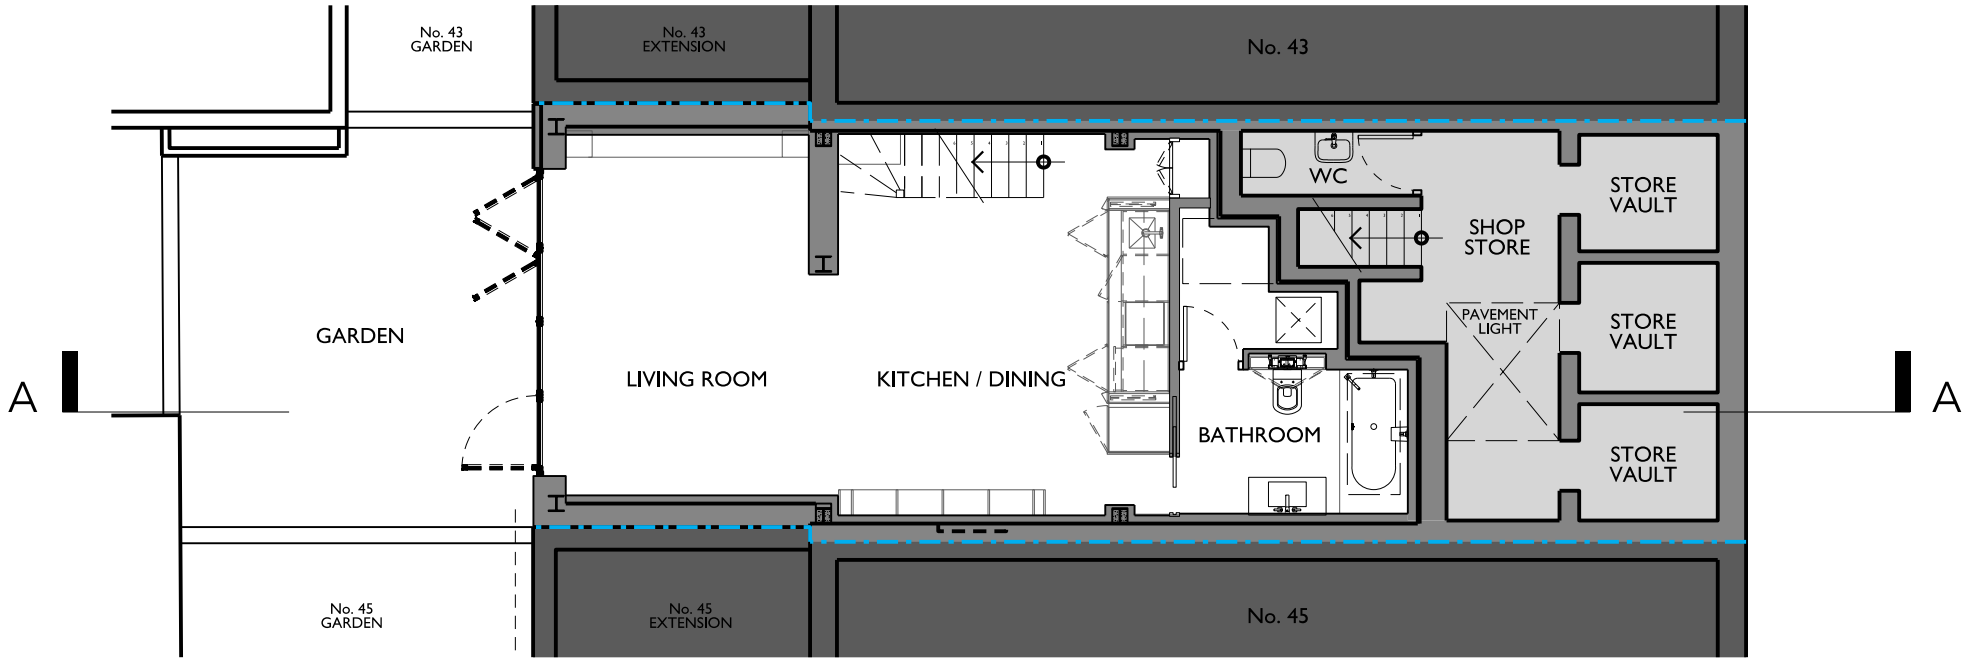 No. 43
GARDEN
No. 43
EXTENSION
No. 43
WC
STORE
VAULT
SHOP
STORE
GARDEN
PAVEMENT
LIGHT
STORE
VAULT
LIVING ROOM
KITCHEN / DINING
A
A
BATHROOM
STORE
VAULT
No. 45
GARDEN
No. 45
EXTENSION
No. 45